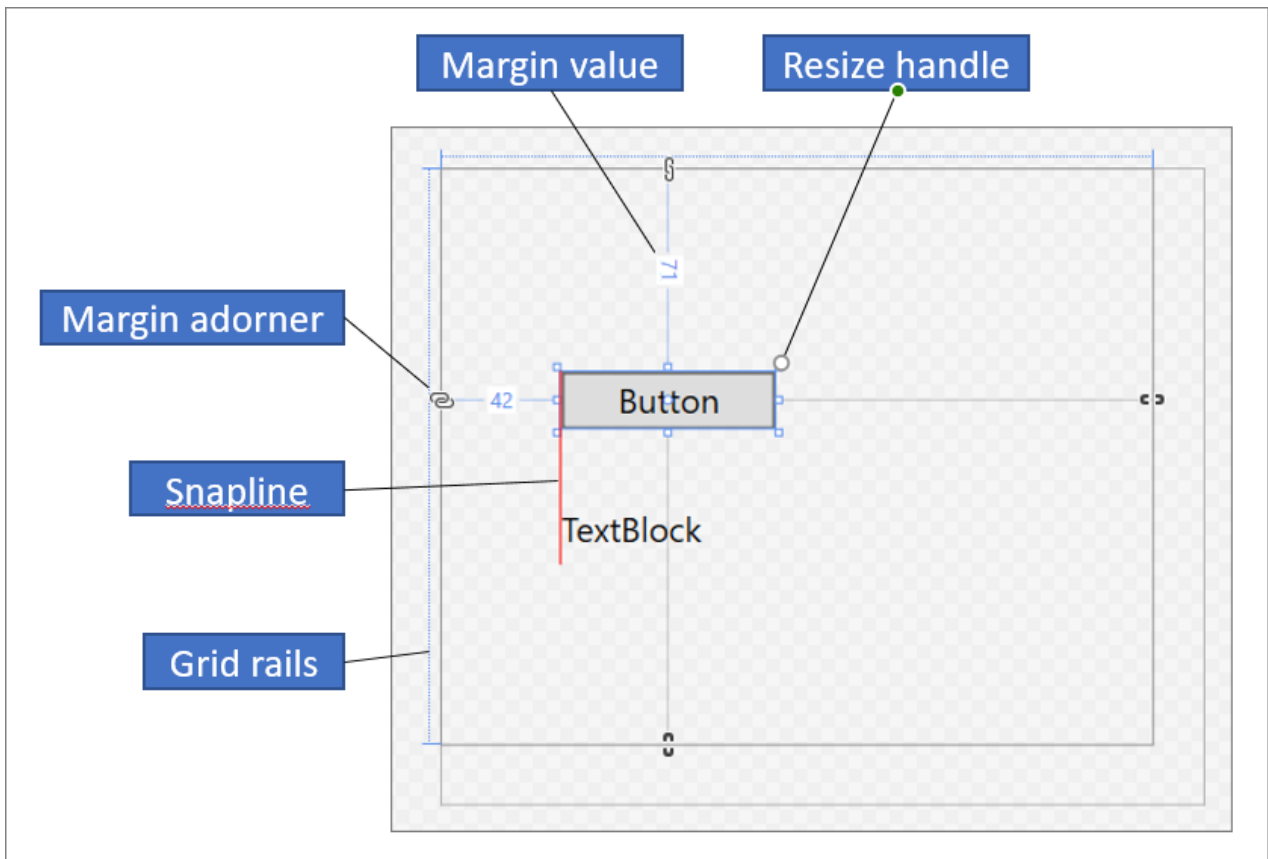 Margin value
Resize handle
71
Margin adorner
42
Button
Snapline
TextBlock
Grid rails